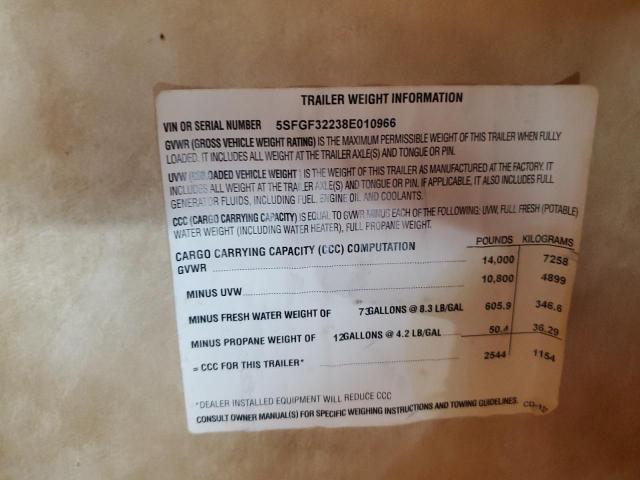 TRAILER WEIGHT INFORMATION
VIN OR SERIAL NUMBER 5SFGF32238E010966
GVWR (GROSS VEHICLE WEIGHT RATING) IS THE MAXIMUM PERMISSIBLE WEIGHT OF THIS TRAILER WHEN FULLY
LOADED. IT INCLUDES ALL WEIGHT AT THE TRAILER AXLE(S) AND TONGUE OR PIN.
UVW (UNLOADED VEHICLE WEIGHT) IS THE WEIGHT OF THIS TRAILER AS MANUFACTURED AT THE FACTORY. IT
INCLUDES ALL WEIGHT AT THE TRAILER AXLE(S) AND TONGUE OR PIN. IF APPLICABLE, IT ALSO INCLUDES FULL
GENERATOR FLUIDS, INCLUDING FUEL, ENGINE OIL AND COOLANTS.
CCC (CARGO CARRYING CAPACITY) IS EQUAL TO GVWR MINUS EACH OF THE FOLLOWING: UVW, FULL FRESH (POTABLE)
WATER WEIGHT (INCLUDING WATER HEATER), FULL PROPANE WEIGHT.
CARGO CARRYING CAPACITY (CCC) COMPUTATION POUNDS KILOGRAMS
GVWR 14,000 7258
MINUS UVW 10,800 4899
MINUS FRESH WATER WEIGHT OF 73 GALLONS @ 8.3 LB/GAL 605.9 346.6
MINUS PROPANE WEIGHT OF 12 GALLONS @ 4.2 LB/GAL 50.4 36.29
= CCC FOR THIS TRAILER* 2544 1154
*DEALER INSTALLED EQUIPMENT WILL REDUCE CCC
CONSULT OWNER MANUAL(S) FOR SPECIFIC WEIGHING INSTRUCTIONS AND TOWING GUIDELINES.